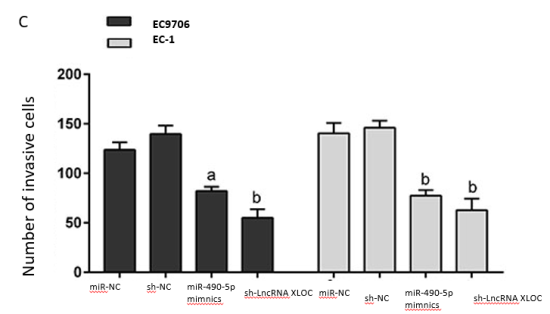 C
EC9706
EC-1
Number of invasive cells
200
150
100
50
0
a
b
b
b
miR-NC
sh-NC
miR-490-5p
mimnics
sh-LncRNA XLOC
miR-NC
sh-NC
miR-490-5p
mimnics
sh-LncRNA XLOC